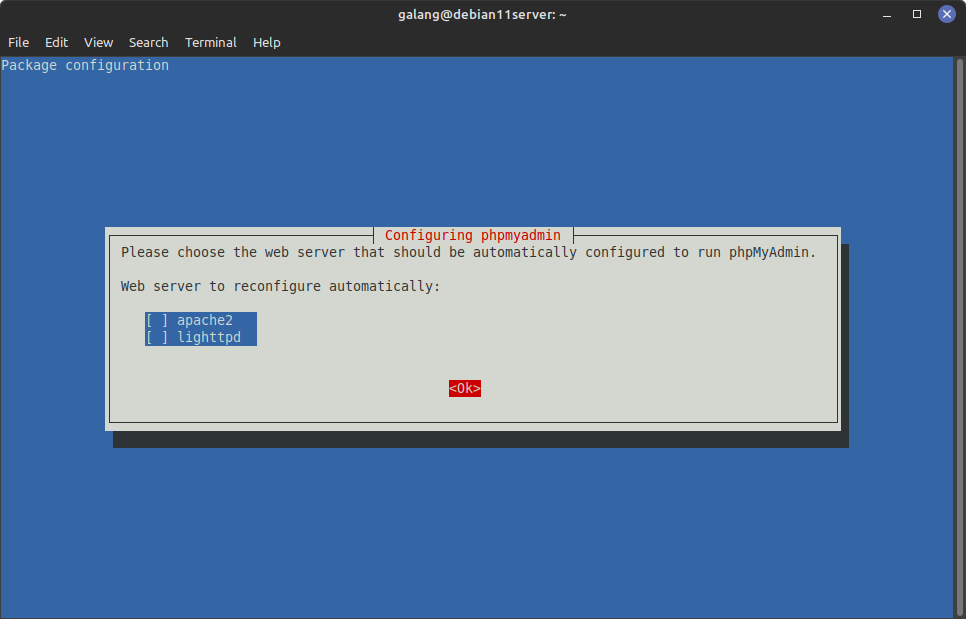 galang@debian11server: ~
File Edit View Search Terminal Help
Package configuration
Configuring phpmyadmin
Please choose the web server that should be automatically configured to run phpMyAdmin.
Web server to reconfigure automatically:
[ ] apache2
[ ] lighttpd
<Ok>